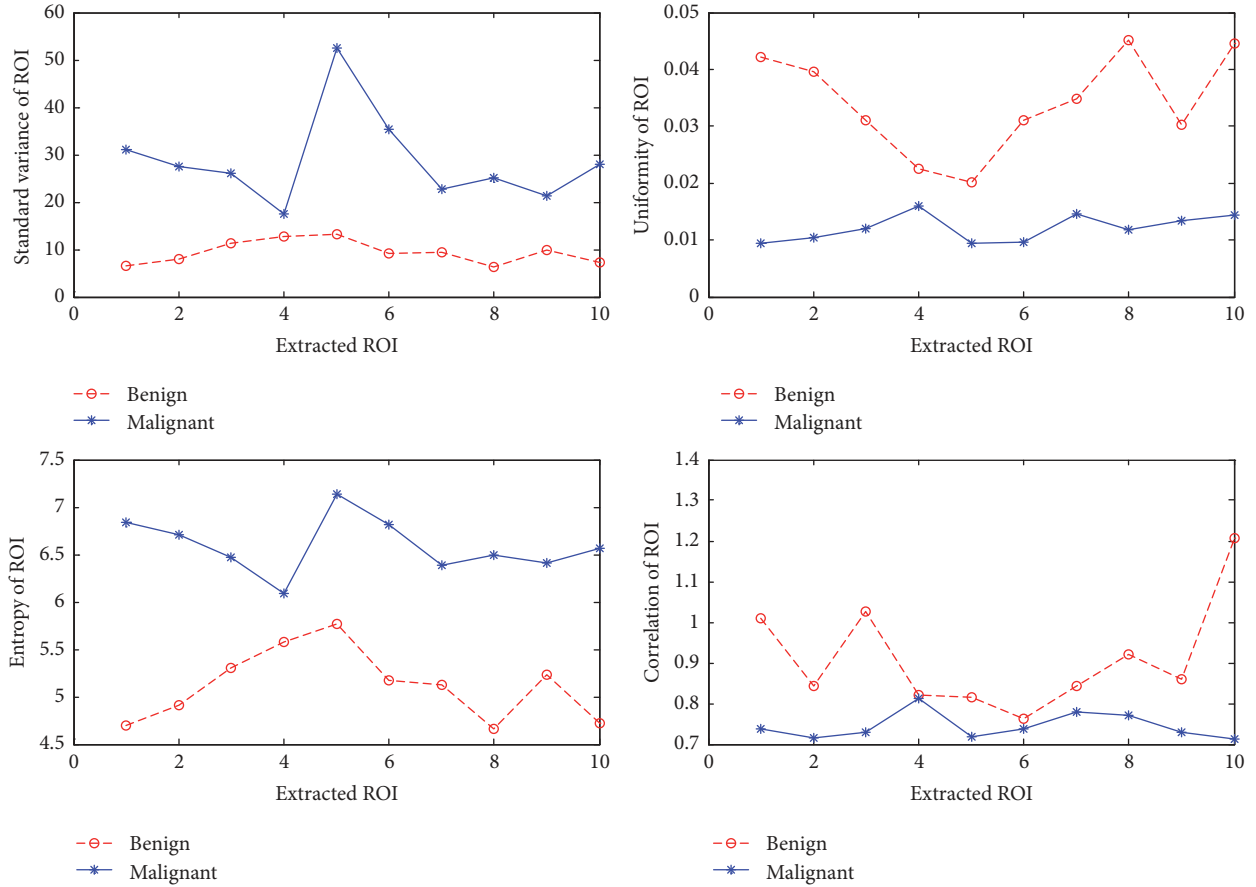 Standard variance of ROI
60
50
40
30
20
10
0
0 2 4 6 8 10
Extracted ROI
Benign
Malignant
Uniformity of ROI
0.05
0.04
0.03
0.02
0.01
0
0 2 4 6 8 10
Extracted ROI
Benign
Malignant
Entropy of ROI
7.5
7
6.5
6
5.5
5
4.5
0 2 4 6 8 10
Extracted ROI
Benign
Malignant
Correlation of ROI
1.4
1.3
1.2
1.1
1
0.9
0.8
0.7
0 2 4 6 8 10
Extracted ROI
Benign
Malignant